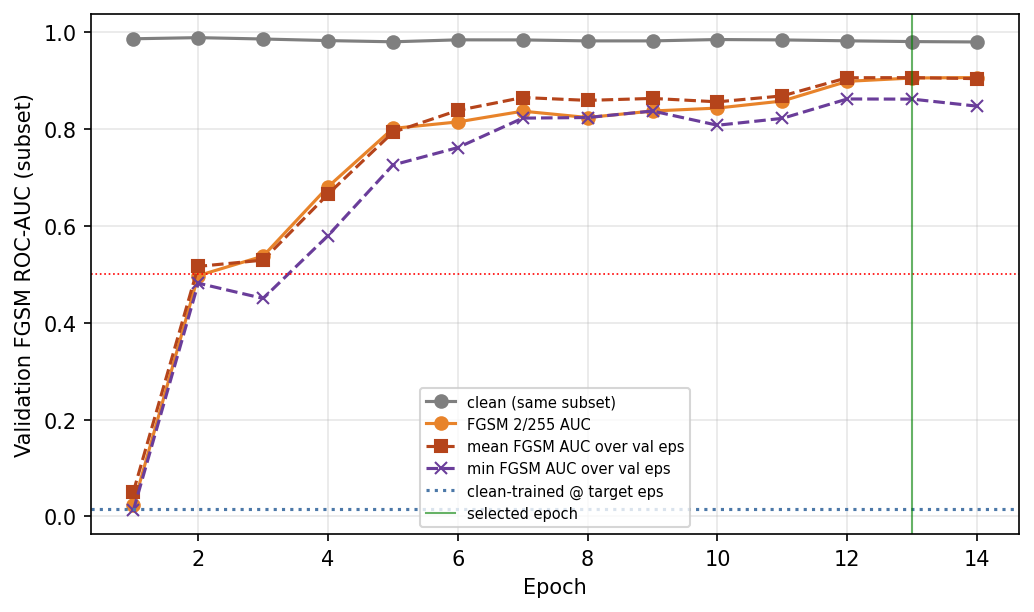 1.0
0.8
0.6
0.4
0.2
0.0
Validation FGSM ROC-AUC (subset)
clean (same subset)
FGSM 2/255 AUC
mean FGSM AUC over val eps
min FGSM AUC over val eps
clean-trained @ target eps
selected epoch
2 4 6 8 10 12 14
Epoch